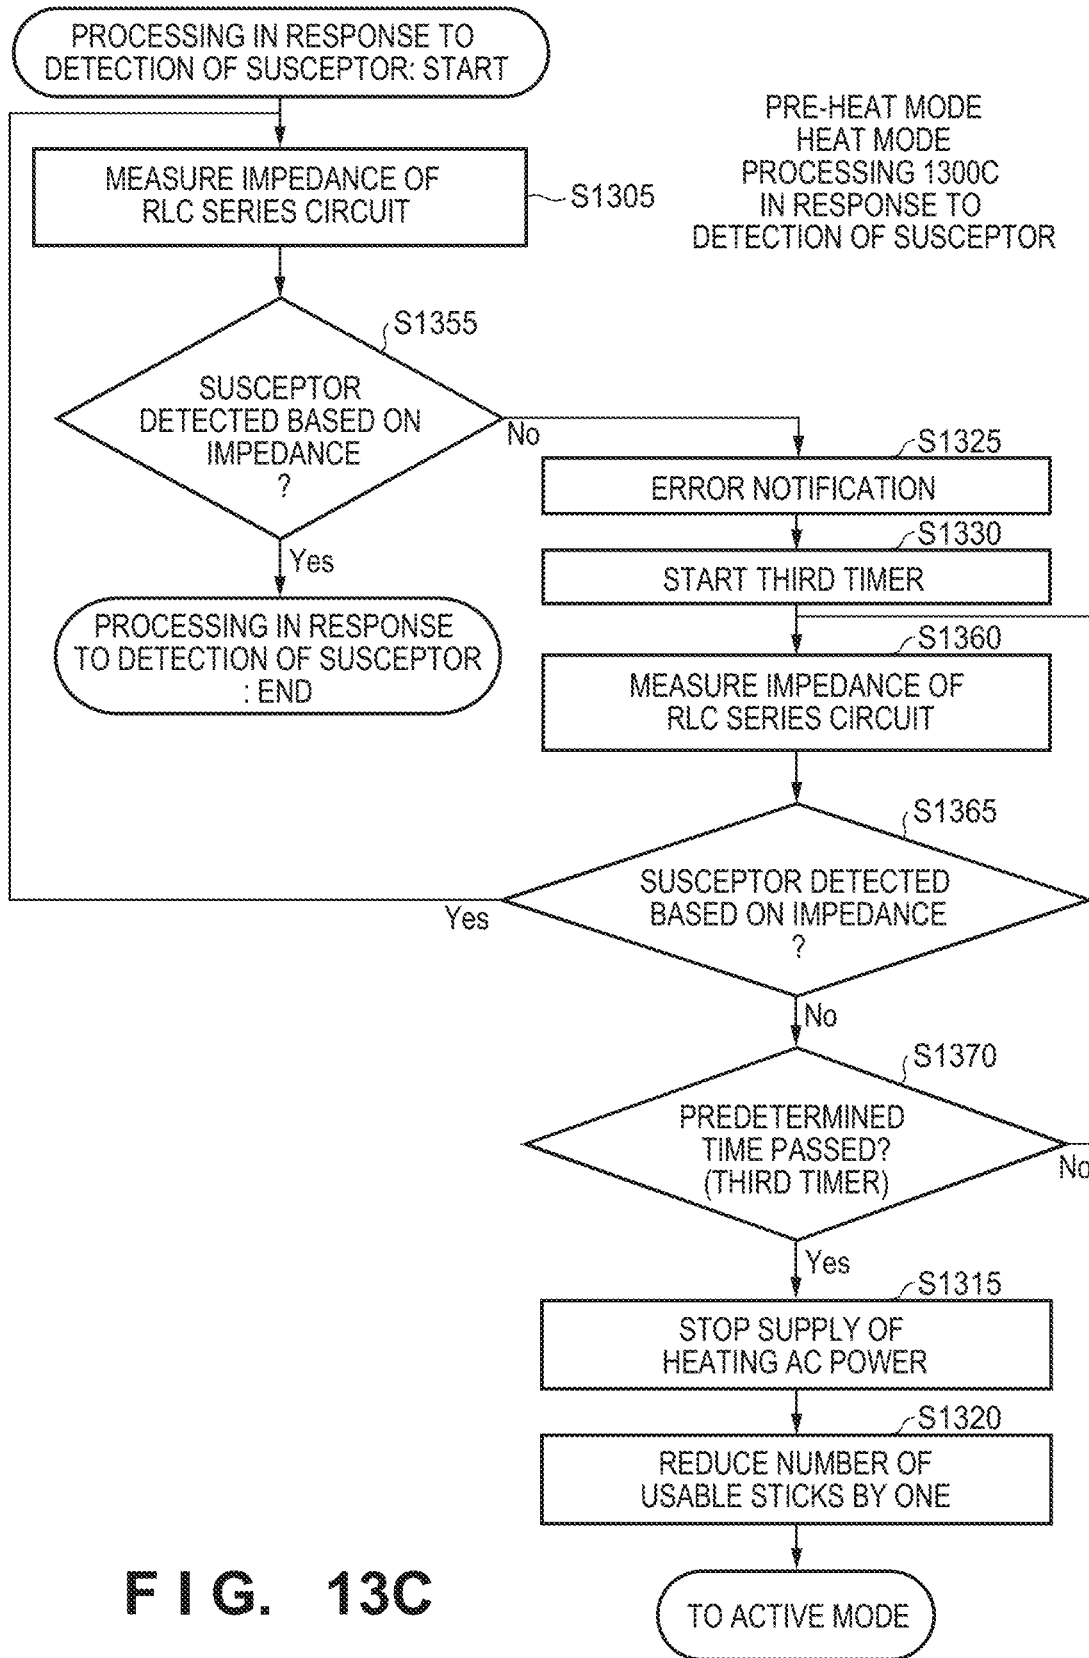 PROCESSING IN RESPONSE TO
DETECTION OF SUSCEPTOR: START
PRE-HEAT MODE
HEAT MODE
PROCESSING 1300C
IN RESPONSE TO
DETECTION OF SUSCEPTOR
MEASURE IMPEDANCE OF
RLC SERIES CIRCUIT
S1305
S1355
SUSCEPTOR
DETECTED BASED ON
IMPEDANCE
?
No
Yes
PROCESSING IN RESPONSE
TO DETECTION OF SUSCEPTOR
: END
S1325
ERROR NOTIFICATION
S1330
START THIRD TIMER
S1360
MEASURE IMPEDANCE OF
RLC SERIES CIRCUIT
S1365
SUSCEPTOR DETECTED
BASED ON IMPEDANCE
?
Yes
No
S1370
PREDETERMINED
TIME PASSED?
(THIRD TIMER)
No
Yes
S1315
STOP SUPPLY OF
HEATING AC POWER
S1320
REDUCE NUMBER OF
USABLE STICKS BY ONE
TO ACTIVE MODE
FIG. 13C